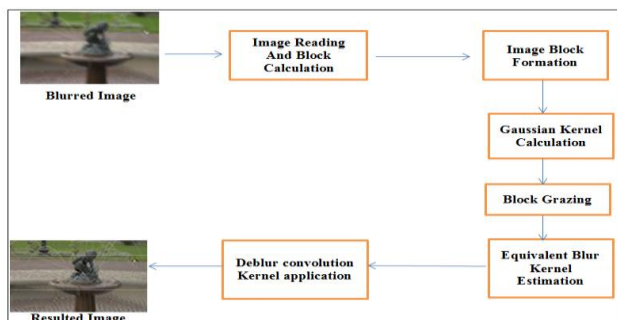 Blurred Image
Image Reading
And Block
Calculation
Image Block
Formation
Gaussian Kernel
Calculation
Block Grazing
Equivalent Blur
Kernel
Estimation
Deblur convolution
Kernel application
Resulted Image